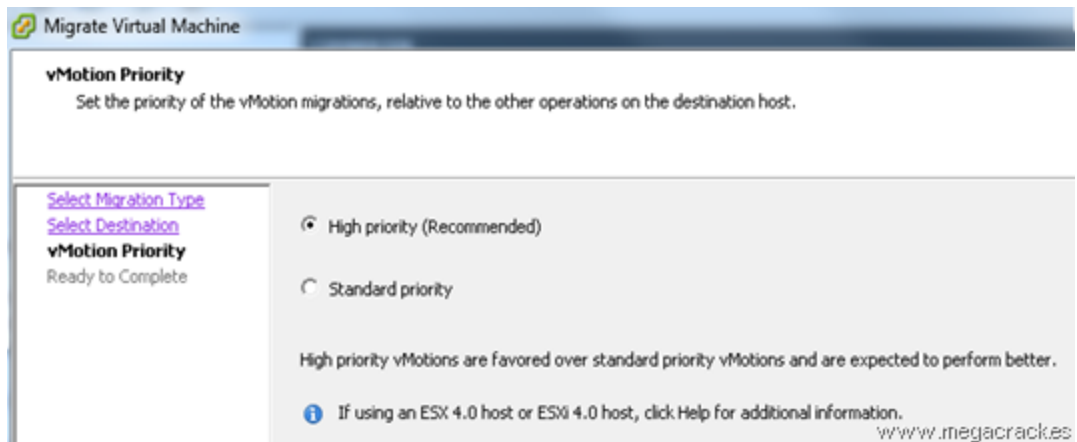 Migrate Virtual Machine
vMotion Priority
Set the priority of the vMotion migrations, relative to the other operations on the destination host.
Select Migration Type
Select Destination
vMotion Priority
Ready to Complete
High priority (Recommended)
Standard priority
High priority vMotions are favored over standard priority vMotions and are expected to perform better.
If using an ESX 4.0 host or ESXi 4.0 host, click Help for additional information.
www.megacrack.es